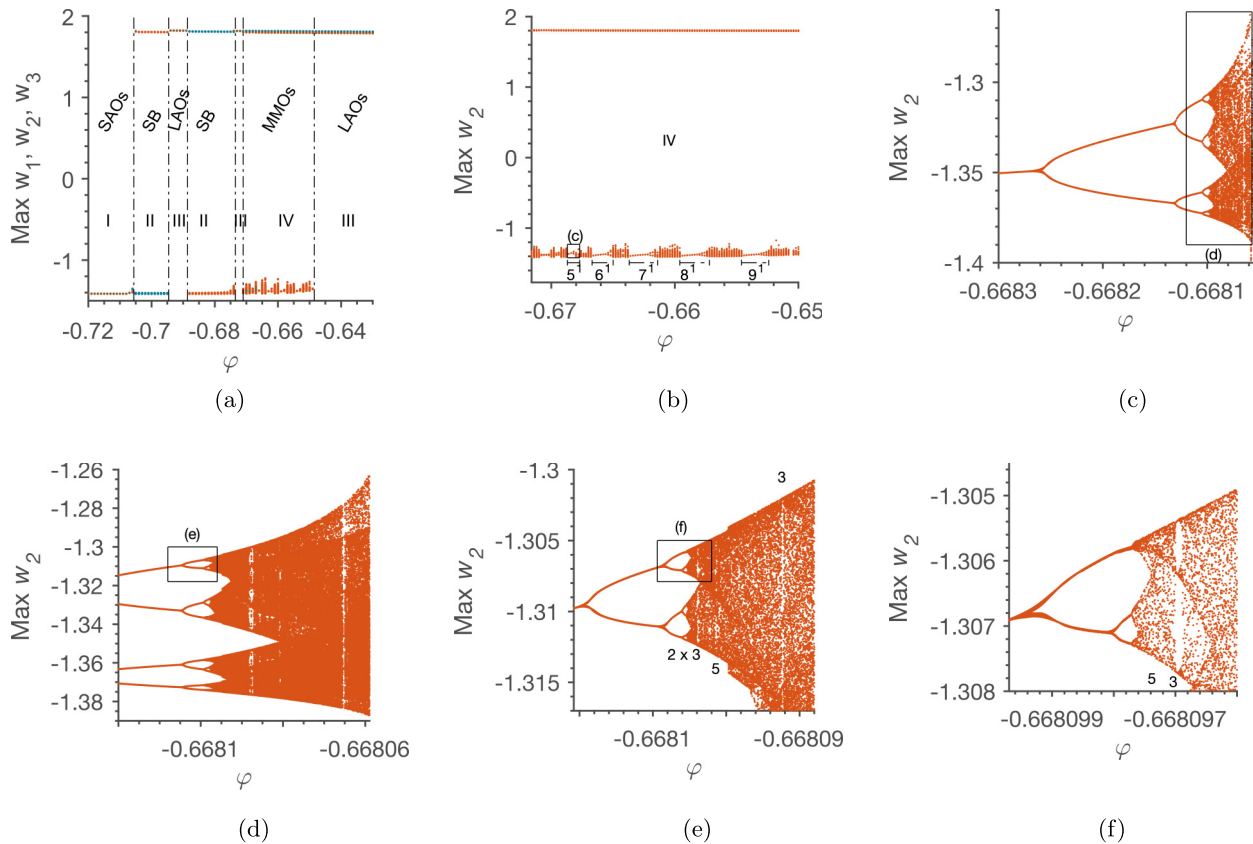 Max w1, w2, w3
2
1
0
-1
SAOs
SB
LAOs
SB
MMOs
LAOs
I
II
III
II
III
IV
III
-0.72
-0.7
-0.68
-0.66
-0.64
φ
(a)
Max w2
2
1
0
-1
IV
(c)
5^1
6^1
7^1
8^1
9^1
-0.67
-0.66
-0.65
φ
(b)
Max w2
-1.3
-1.35
-1.4
(d)
-0.6683
-0.6682
-0.6681
φ
(c)
Max w2
-1.26
-1.28
-1.3
-1.32
-1.34
-1.36
-1.38
(e)
-0.6681
-0.66806
φ
(d)
Max w2
-1.3
-1.305
-1.31
-1.315
(f)
3
2 x 3
5
-0.6681
-0.66809
φ
(e)
Max w2
-1.305
-1.306
-1.307
-1.308
5
3
-0.668099
-0.668097
φ
(f)